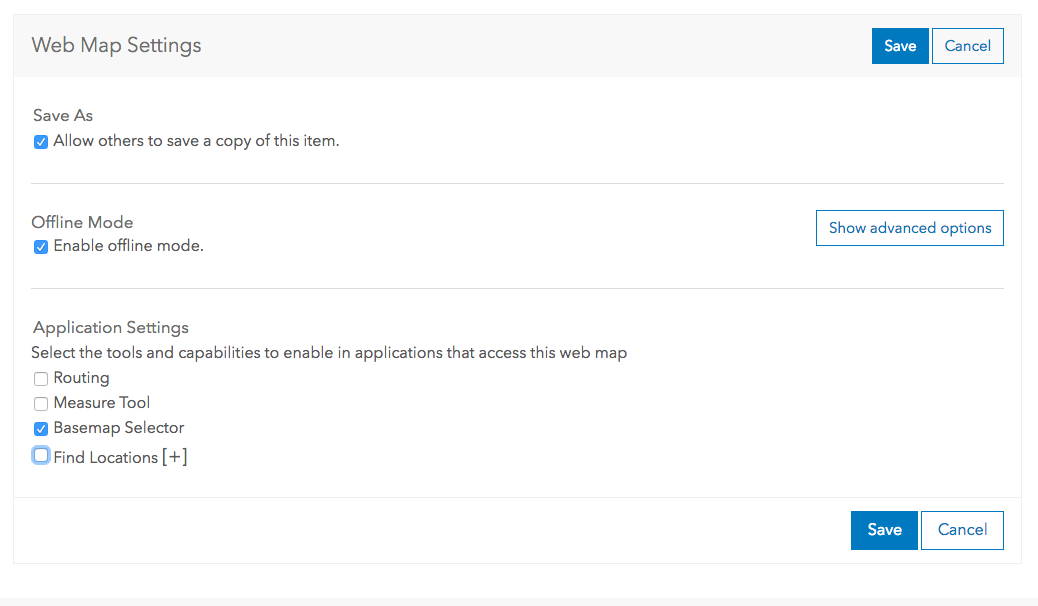 Web Map Settings
Save
Cancel
Save As
Allow others to save a copy of this item.
Offline Mode
Show advanced options
Enable offline mode.
Application Settings
Select the tools and capabilities to enable in applications that access this web map
Routing
Measure Tool
Basemap Selector
Find Locations [+]
Save
Cancel